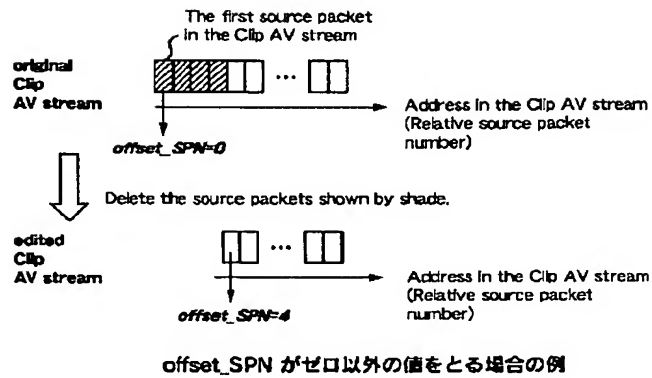 The first source packet
in the Clip AV stream
original
Clip
AV stream
...
Address in the Clip AV stream
(Relative source packet
number)
offset_SPN=0
Delete the source packets shown by shade.
edited
Clip
AV stream
...
Address in the Clip AV stream
(Relative source packet
number)
offset_SPN=4
offset_SPN がゼロ以外の値をとる場合の例